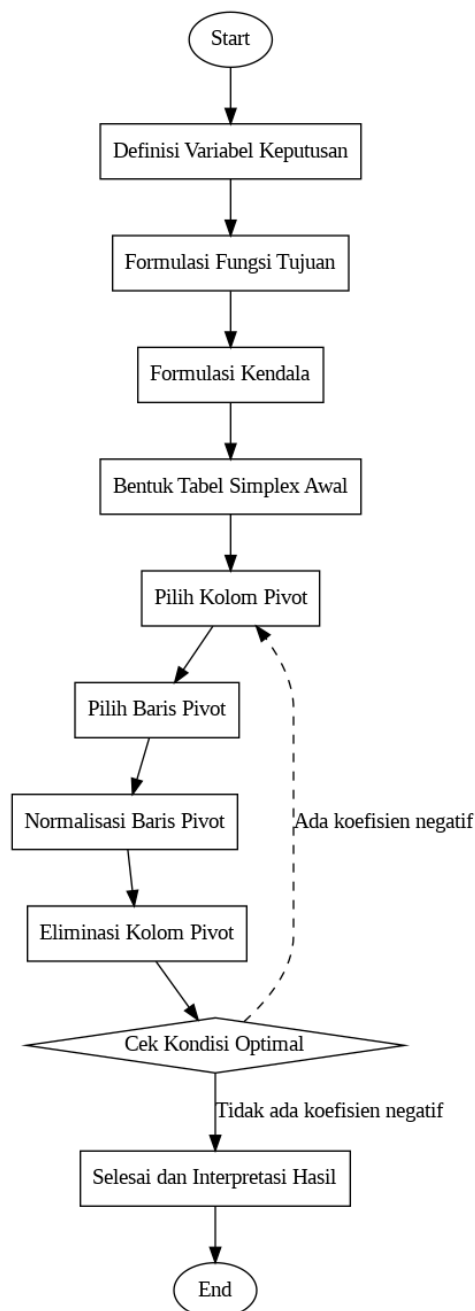 Start
Definisi Variabel Keputusan
Formulasi Fungsi Tujuan
Formulasi Kendala
Bentuk Tabel Simplex Awal
Pilih Kolom Pivot
Pilih Baris Pivot
Normalisasi Baris Pivot
Ada koefisien negatif
Eliminasi Kolom Pivot
Cek Kondisi Optimal
Tidak ada koefisien negatif
Selesai dan Interpretasi Hasil
End